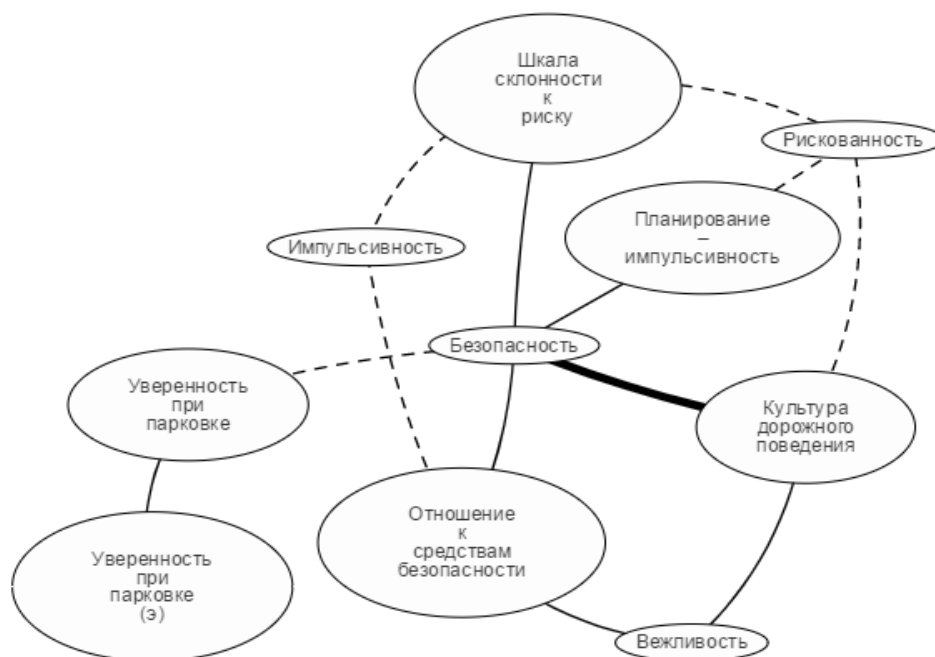 Шкала
склонности
к
риску
Рискованность
Планирование
–
импульсивность
Импульсивность
Безопасность
Уверенность
при
парковке
Культура
дорожного
поведения
Отношение
к
средствам
безопасности
Уверенность
при
парковке
(э)
Вежливость